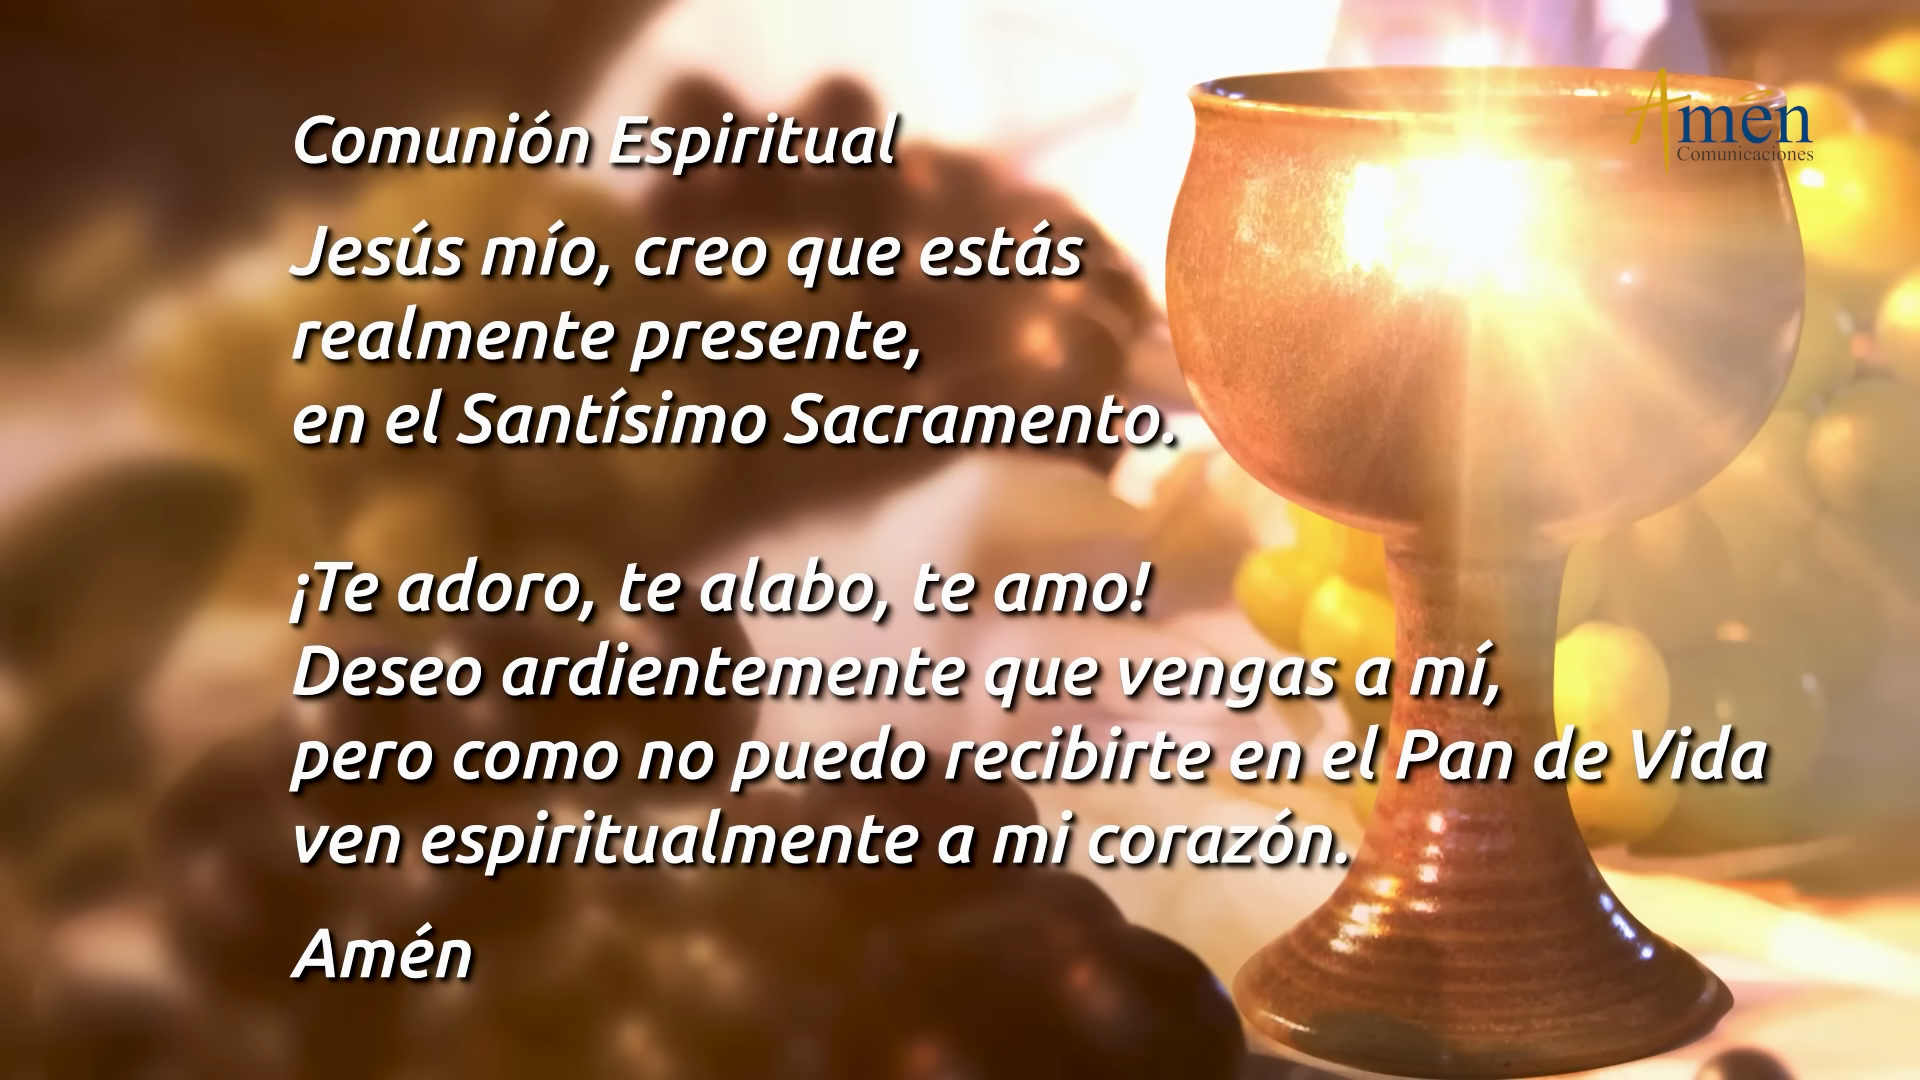 Amén
Comunicaciones
Comunión Espiritual
Jesús mío, creo que estás
realmente presente,
en el Santísimo Sacramento.
¡Te adoro, te alabo, te amo!
Deseo ardientemente que vengas a mí,
pero como no puedo recibirte en el Pan de Vida
ven espiritualmente a mi corazón.
Amén